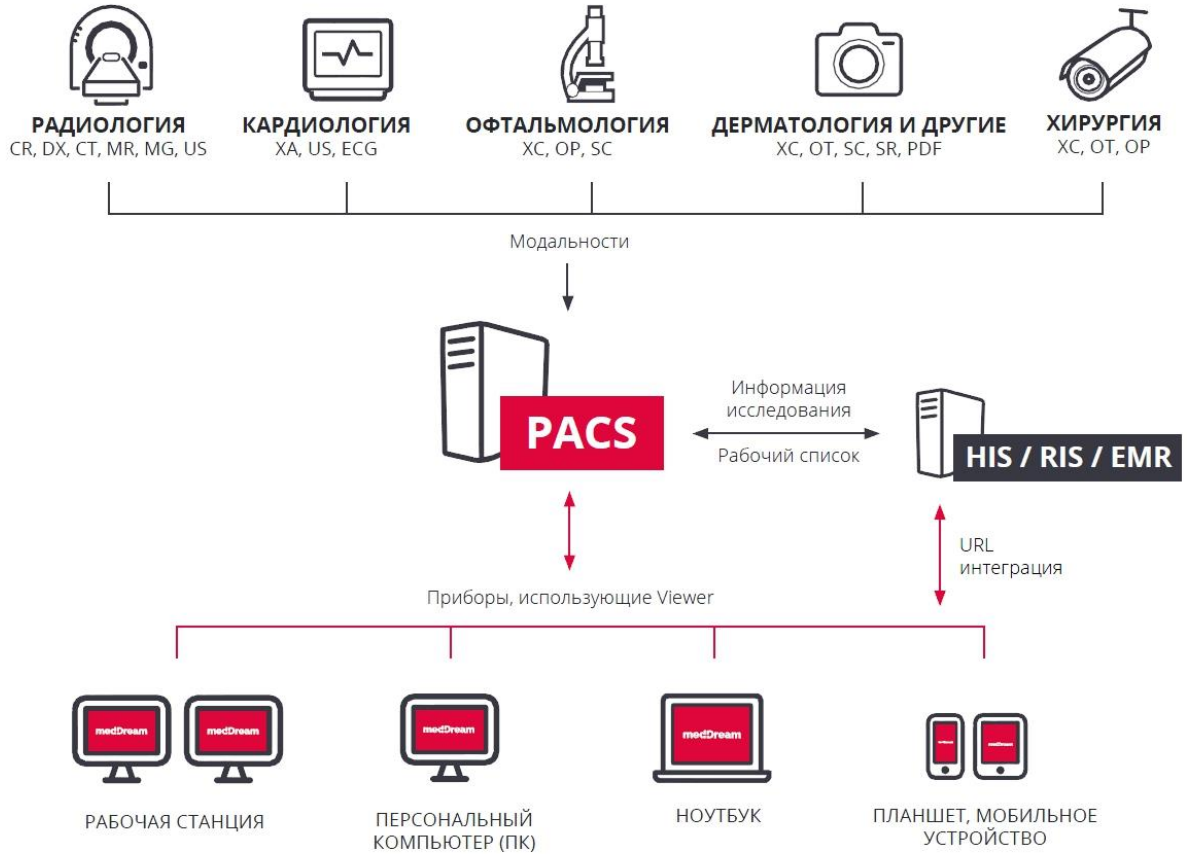 РАДИОЛОГИЯ
CR, DX, CT, MR, MG, US
КАРДИОЛОГИЯ
XA, US, ECG
ОФТАЛЬМОЛОГИЯ
XC, OP, SC
ДЕРМАТОЛОГИЯ И ДРУГИЕ
XC, OT, SC, SR, PDF
ХИРУРГИЯ
XC, OT, OP
Модальности
PACS
Информация
исследования
Рабочий список
HIS / RIS / EMR
URL
интеграция
Приборы, использующие Viewer
medDream
medDream
medDream
medDream
medDream
РАБОЧАЯ СТАНЦИЯ
ПЕРСОНАЛЬНЫЙ
КОМПЬЮТЕР (ПК)
НОУТБУК
ПЛАНШЕТ, МОБИЛЬНОЕ
УСТРОЙСТВО